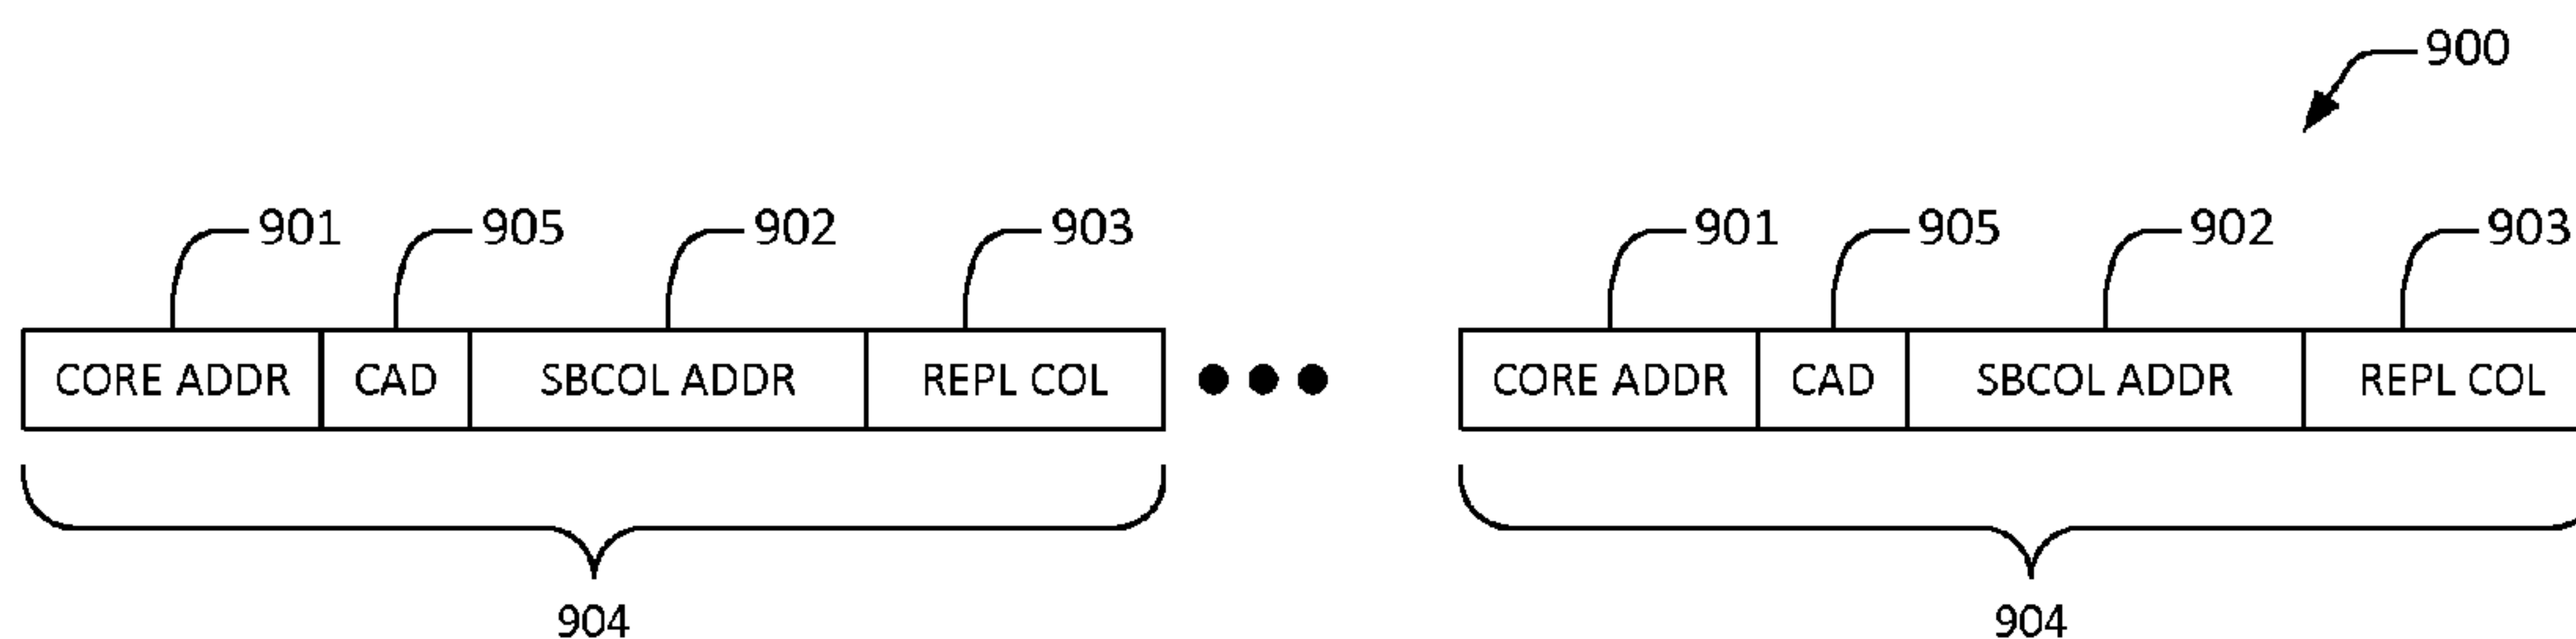 900
901 905 902 903 901 905 902 903
CORE ADDR CAD SBCOL ADDR REPL COL CORE ADDR CAD SBCOL ADDR REPL COL
904 904